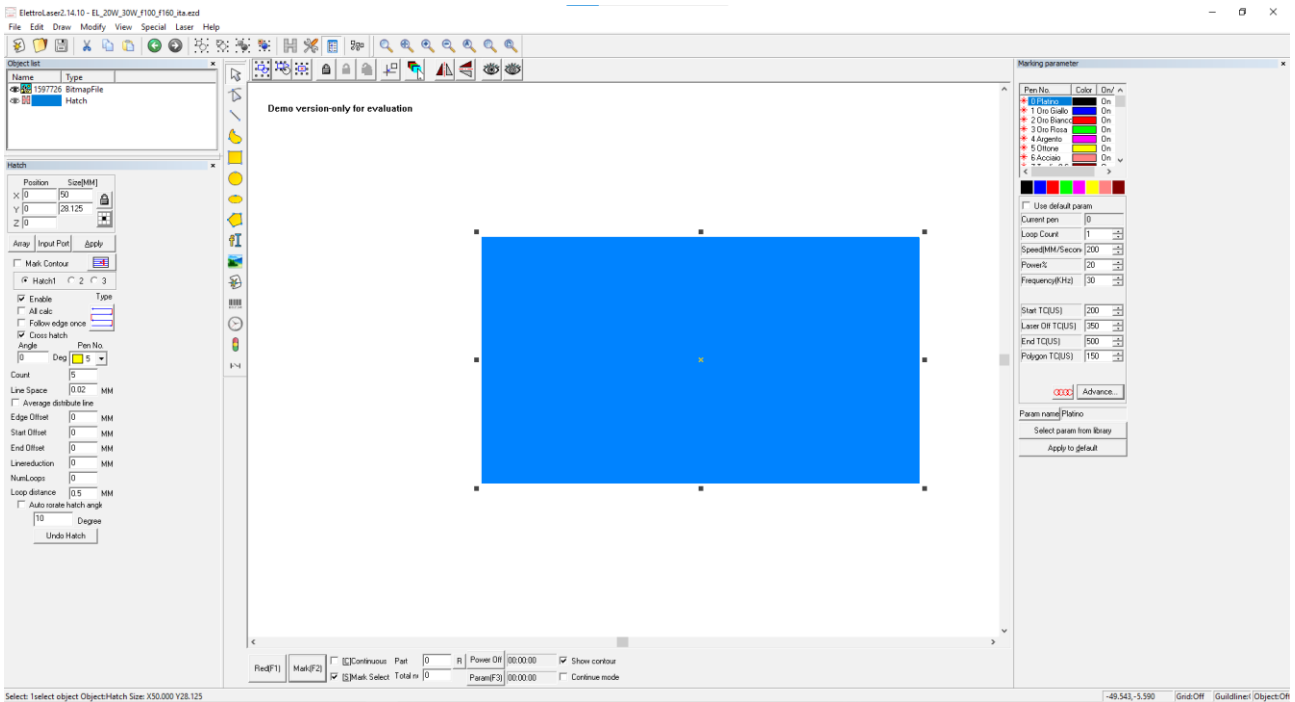 ElettroLaser2.14.10 - EL_20W_30W_f100_f160_ita.ezd
File Edit Draw Modify View Special Laser Help
Object list
Name Type
1597726 BitmapFile
Hatch
Demo version-only for evaluation
Hatch
Position Size[MM]
X 0 50
Y 0 28.125
Z 0
Array Input Port Apply
Mark Contour
Hatch1 2 3
Enable Type
All calc
Follow edge once
Cross hatch
Angle Pen No.
0 Deg 5
Count 5
Line Space 0.02 MM
Average distribute line
Edge Offset 0 MM
Start Offset 0 MM
End Offset 0 MM
Linereduction 0 MM
NumLoops 0
Loop distance 0.5 MM
Auto rorate hatch angle
10 Degree
Undo Hatch
Marking parameter
Pen No. Color On/
0 Platino On
1 Oro Giallo On
2 Oro Bianco On
3 Oro Rosa On
4 Argento On
5 Ottone On
6 Acciaio On
Use default param
Current pen 0
Loop Count 1
Speed(MM/Secon 200
Power% 20
Frequency(KHz) 30
Start TC(US) 200
Laser Off TC(US) 350
End TC(US) 500
Polygon TC(US) 150
Advance...
Param name Platino
Select param from library
Apply to default
Red(F1) Mark(F2) [C]Continuous Part 0 R Power Off 00:00:00 Show contour
[S]Mark Select Total n 0 Param(F3) 00:00:00 Continue mode
Select: 1select object Object:Hatch Size: X50.000 Y28.125
-49.543,-5.590 Grid:Off Guildline:( Object:Off